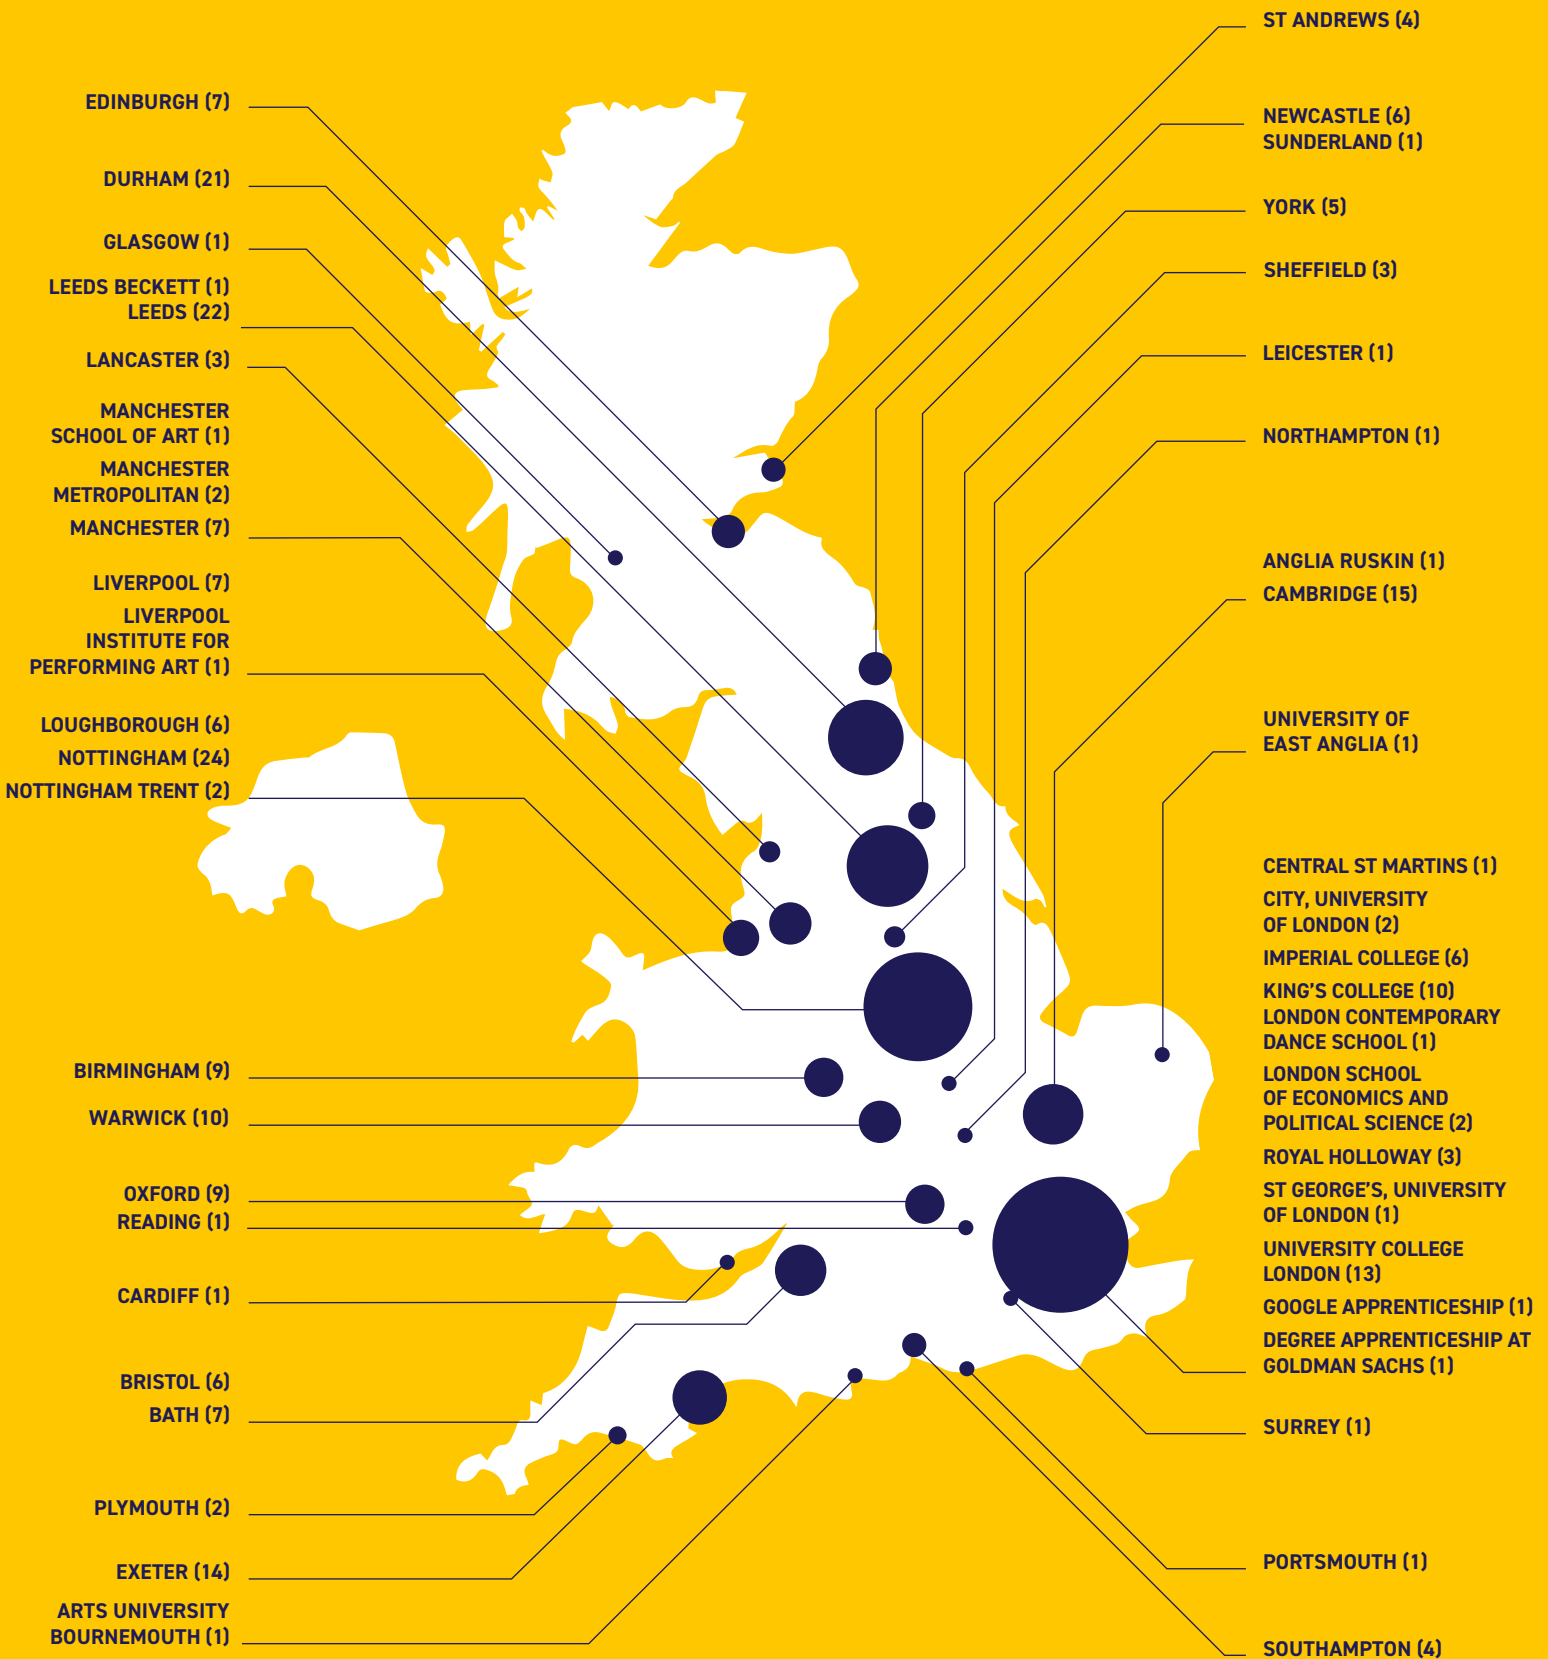 EDINBURGH (7)
DURHAM (21)
GLASGOW (1)
LEEDS BECKETT (1)
LEEDS (22)
LANCASTER (3)
MANCHESTER
SCHOOL OF ART (1)
MANCHESTER
METROPOLITAN (2)
MANCHESTER (7)
LIVERPOOL (7)
LIVERPOOL
INSTITUTE FOR
PERFORMING ART (1)
LOUGHBOROUGH (6)
NOTTINGHAM (24)
NOTTINGHAM TRENT (2)
BIRMINGHAM (9)
WARWICK (10)
OXFORD (9)
READING (1)
CARDIFF (1)
BRISTOL (6)
BATH (7)
PLYMOUTH (2)
EXETER (14)
ARTS UNIVERSITY
BOURNEMOUTH (1)
ST ANDREWS (4)
NEWCASTLE (6)
SUNDERLAND (1)
YORK (5)
SHEFFIELD (3)
LEICESTER (1)
NORTHAMPTON (1)
ANGLIA RUSKIN (1)
CAMBRIDGE (15)
UNIVERSITY OF
EAST ANGLIA (1)
CENTRAL ST MARTINS (1)
CITY, UNIVERSITY
OF LONDON (2)
IMPERIAL COLLEGE (6)
KING'S COLLEGE (10)
LONDON CONTEMPORARY
DANCE SCHOOL (1)
LONDON SCHOOL
OF ECONOMICS AND
POLITICAL SCIENCE (2)
ROYAL HOLLOWAY (3)
ST GEORGE'S, UNIVERSITY
OF LONDON (1)
UNIVERSITY COLLEGE
LONDON (13)
GOOGLE APPRENTICESHIP (1)
DEGREE APPRENTICESHIP AT
GOLDMAN SACHS (1)
SURREY (1)
PORTSMOUTH (1)
SOUTHAMPTON (4)